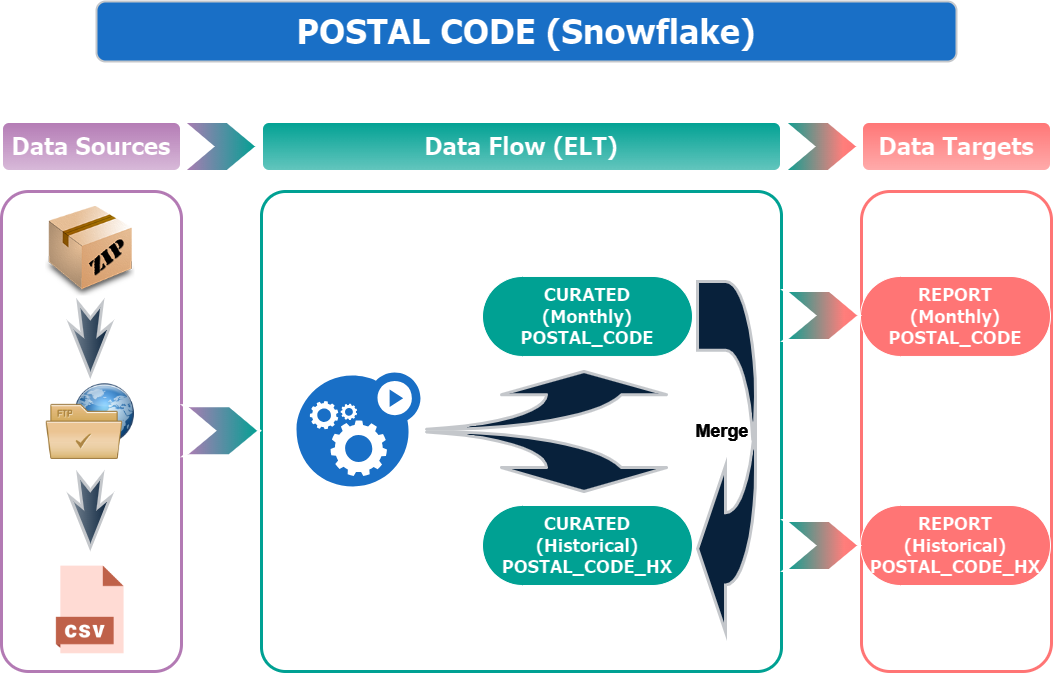 POSTAL CODE (Snowflake)
Data Sources
Data Flow (ELT)
Data Targets
ZIP
FTP
CSV
CURATED
(Monthly)
POSTAL_CODE
Merge
CURATED
(Historical)
POSTAL_CODE_HX
REPORT
(Monthly)
POSTAL_CODE
REPORT
(Historical)
POSTAL_CODE_HX